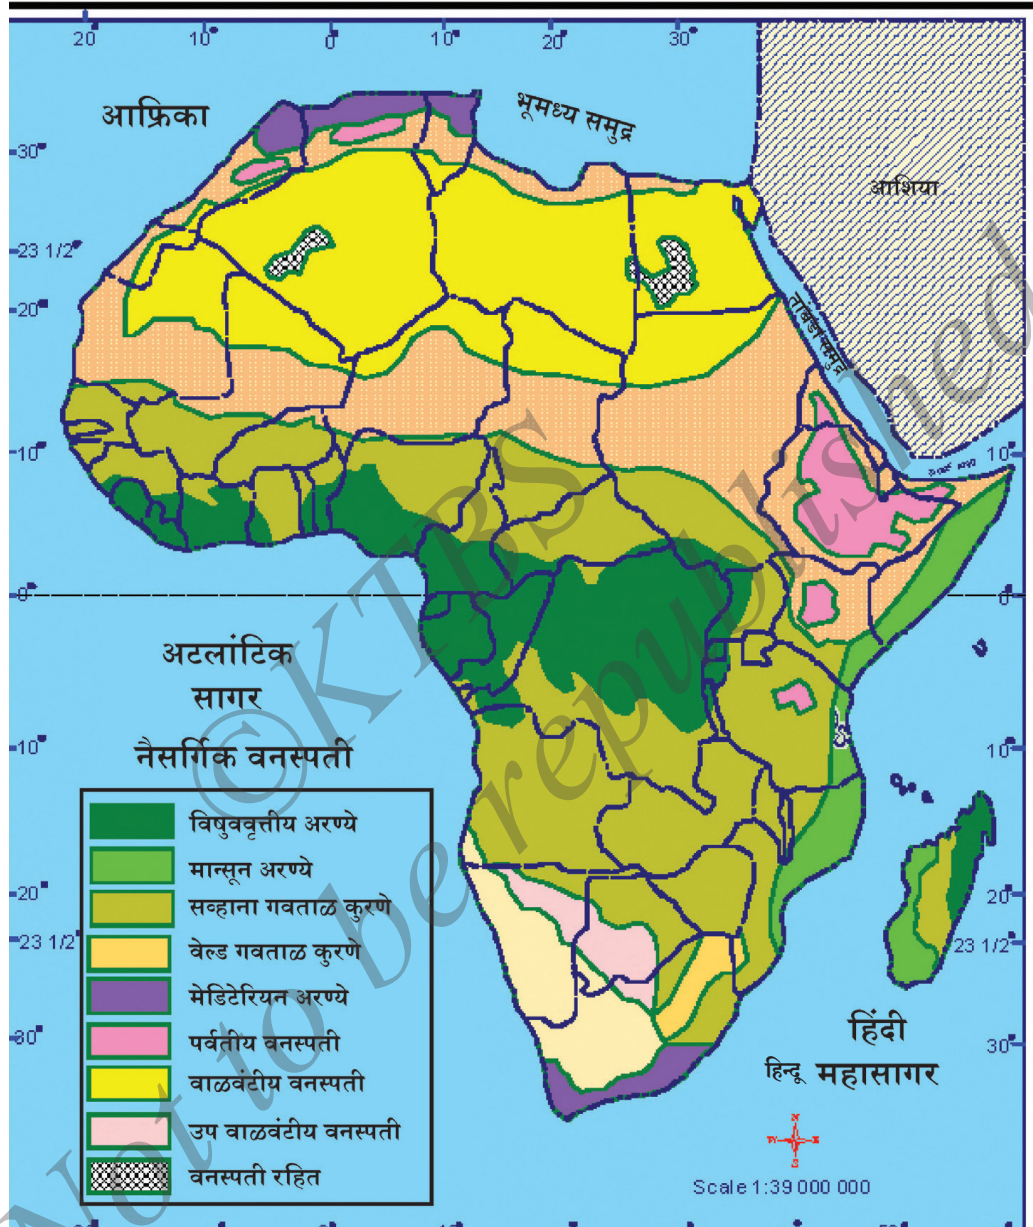 20° 10° 0° 10° 20° 30°
आफ्रिका
भूमध्य समुद्र
आशिया
30°
23 1/2°
20°
तांबडा समुद्र
10° 10°
0° 0°
अटलांटिक
सागर
10° 10°
नैसर्गिक वनस्पती
विषुववृत्तीय अरण्ये
मान्सून अरण्ये
सव्हाना गवताळ कुरणे
वेल्ड गवताळ कुरणे
मेडिटेरियन अरण्ये
पर्वतीय वनस्पती
वाळवंटीय वनस्पती
उप वाळवंटीय वनस्पती
वनस्पती रहित
20° 20°
23 1/2° 23 1/2°
30° 30°
हिंदी
हिन्दू महासागर
N
W E
S
Scale 1:39 000 000
©KTBS
Not to be republished